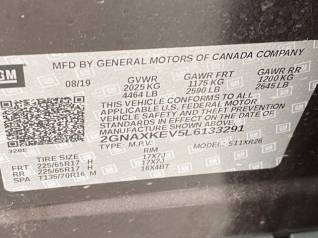 MFD BY GENERAL MOTORS OF CANADA COMPANY
GM
08/19
GVWR
2025 KG
4464 LB
GAWR FRT
1175 KG
2590 LB
GAWR RR
1200 KG
2645 LB
THIS VEHICLE CONFORMS TO ALL
APPLICABLE U.S. FEDERAL MOTOR
VEHICLE SAFETY AND
THEFT PREVENTION STANDARDS
IN EFFECT ON THE DATE OF
MANUFACTURE SHOWN ABOVE.
2GNAXKEV5L6133291
TYPE: M.P.V. MODEL:
TIRE RIM
FRT 225/65R17 H 17X7J
RR 225/65R17 H 17X7J
SPA T135/70R16 M 16X4BT